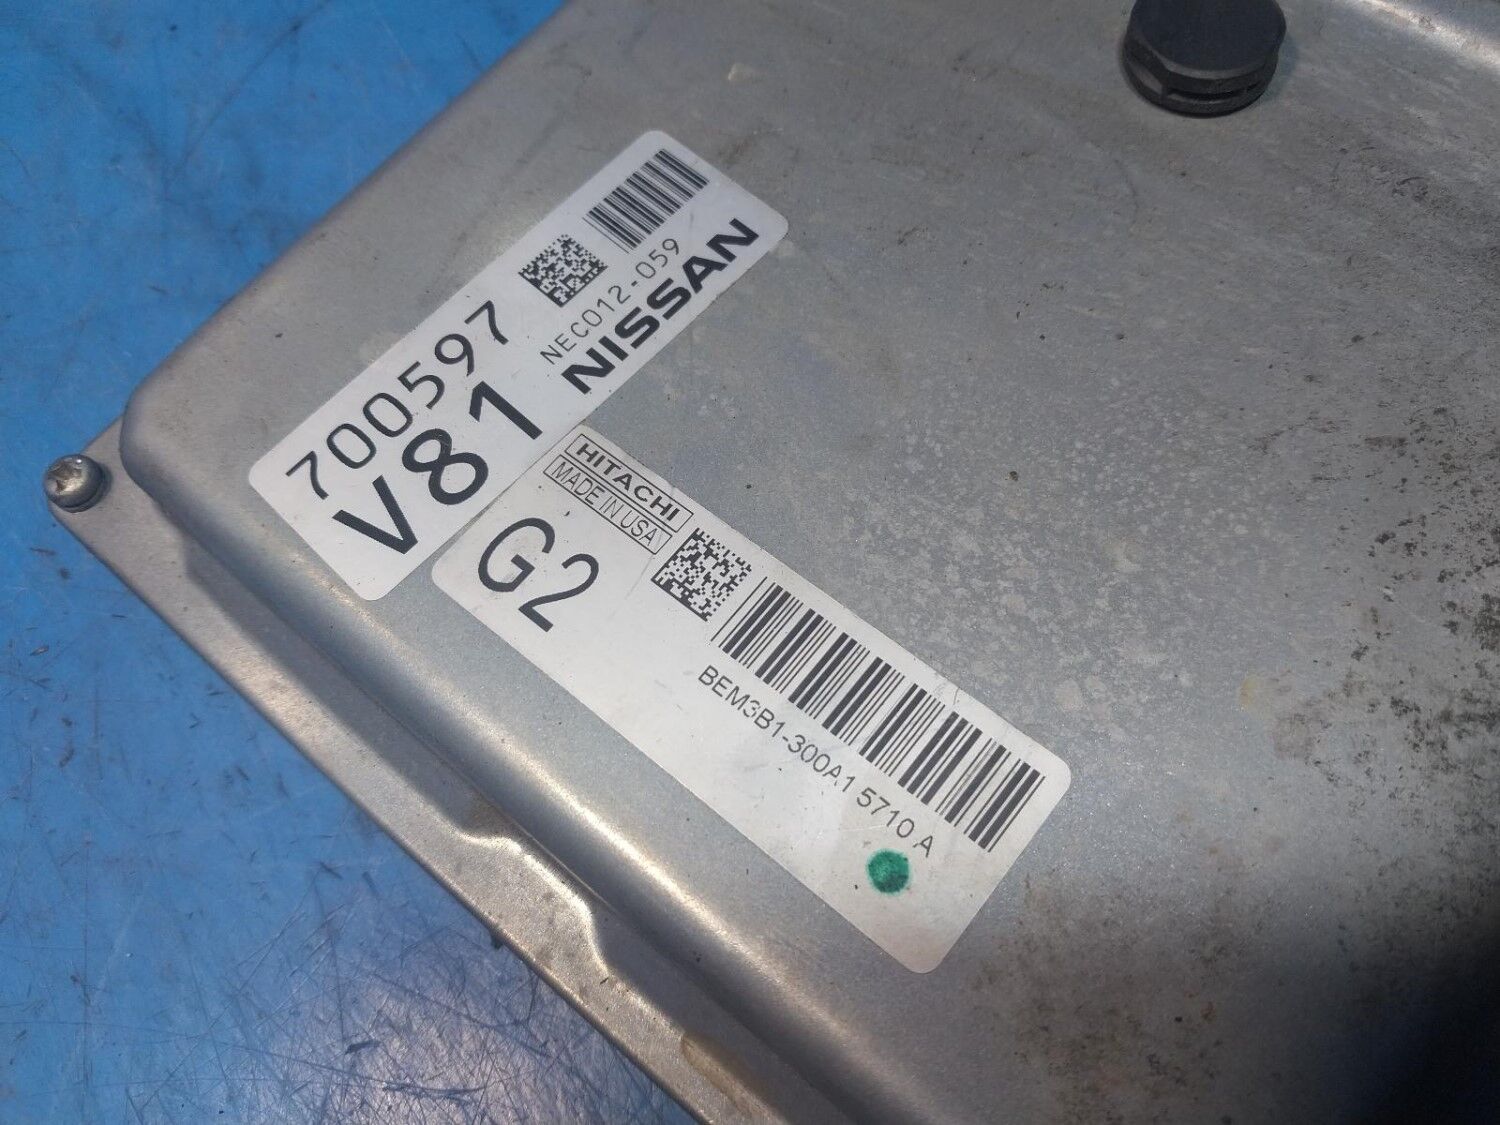 700597
V81
NEC012-059
NISSAN
HITACHI
MADE IN USA
G2
BEM3B1-300A1 5710 A